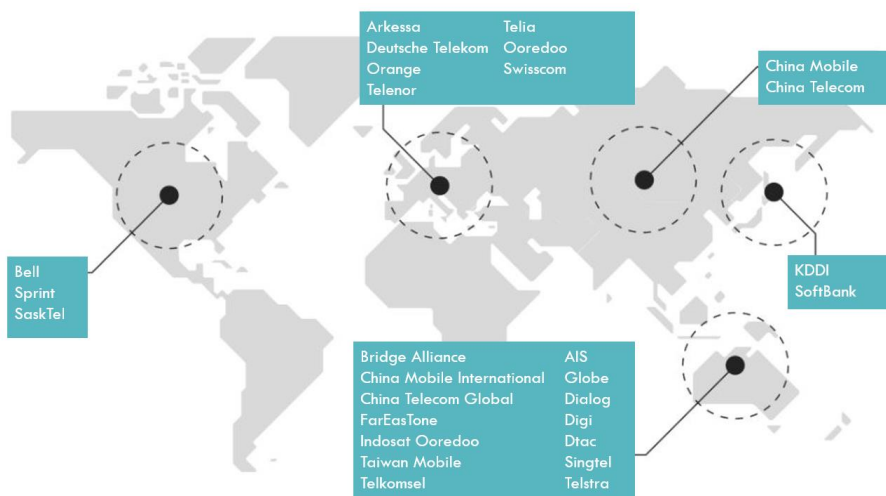 Arkessa
Deutsche Telekom
Orange
Telenor
Telia
Ooredoo
Swisscom
China Mobile
China Telecom
Bell
Sprint
SaskTel
KDDI
SoftBank
Bridge Alliance
China Mobile International
China Telecom Global
FarEasTone
Indosat Ooredoo
Taiwan Mobile
Telkomsel
AIS
Globe
Dialog
Digi
Dtac
Singtel
Telstra